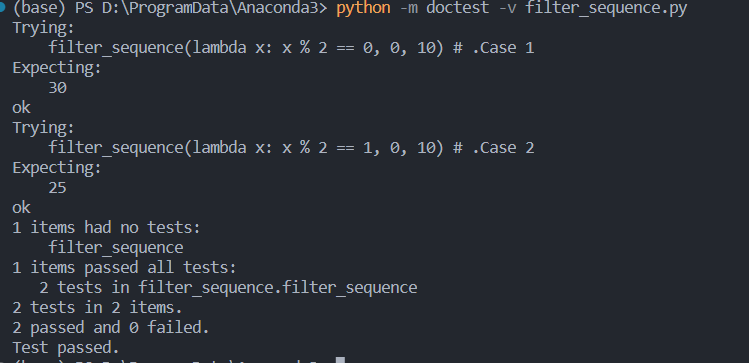 (base) PS D:\ProgramData\Anaconda3> python -m doctest -v filter_sequence.py
Trying:
    filter_sequence(lambda x: x % 2 == 0, 0, 10) # .Case 1
Expecting:
    30
ok
Trying:
    filter_sequence(lambda x: x % 2 == 1, 0, 10) # .Case 2
Expecting:
    25
ok
1 items had no tests:
    filter_sequence
1 items passed all tests:
   2 tests in filter_sequence.filter_sequence
2 tests in 2 items.
2 passed and 0 failed.
Test passed.